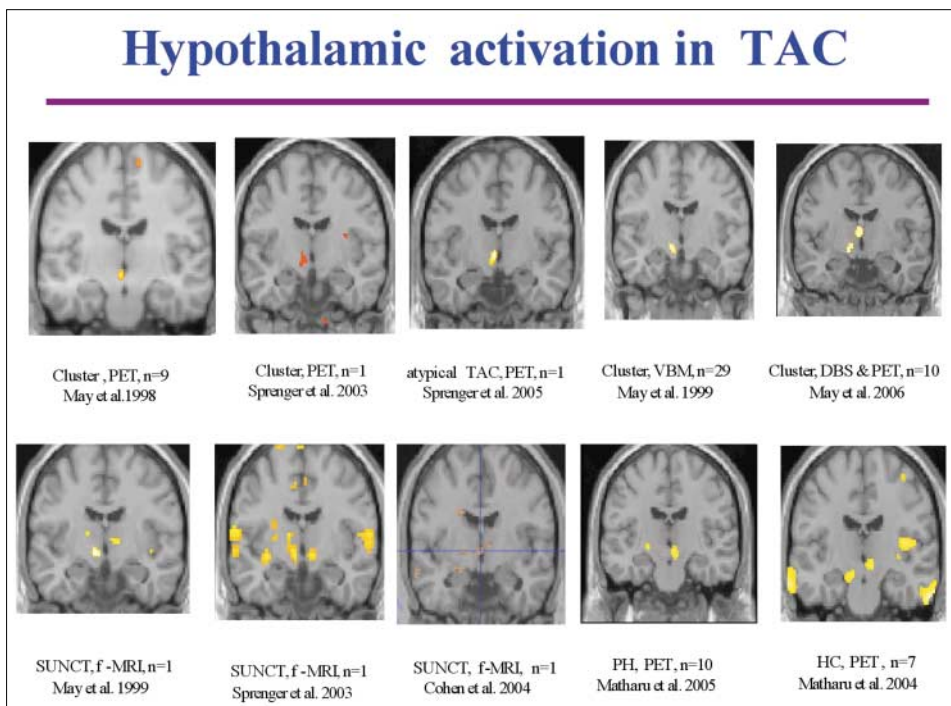 Hypothalamic activation in TAC
Cluster , PET, n=9
May et al.1998
Cluster, PET, n=1
Sprenger et al. 2003
atypical TAC, PET, n=1
Sprenger et al. 2005
Cluster, VBM, n=29
May et al. 1999
Cluster, DBS & PET, n=10
May et al. 2006
SUNCT, f -MRI, n=1
May et al. 1999
SUNCT, f -MRI, n=1
Sprenger et al. 2003
SUNCT, f-MRI, n=1
Cohen et al. 2004
PH, PET, n=10
Matharu et al. 2005
HC, PET , n=7
Matharu et al. 2004